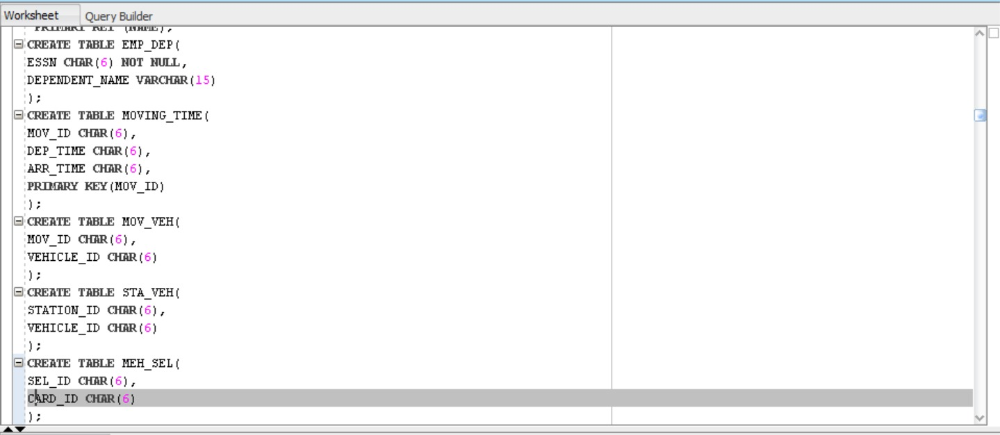 Worksheet Query Builder
PRIMARY KEY (NAME),
CREATE TABLE EMP_DEP(
ESSN CHAR(6) NOT NULL,
DEPENDENT_NAME VARCHAR(15)
);
CREATE TABLE MOVING_TIME(
MOV_ID CHAR(6),
DEP_TIME CHAR(6),
ARR_TIME CHAR(6),
PRIMARY KEY(MOV_ID)
);
CREATE TABLE MOV_VEH(
MOV_ID CHAR(6),
VEHICLE_ID CHAR(6)
);
CREATE TABLE STA_VEH(
STATION_ID CHAR(6),
VEHICLE_ID CHAR(6)
);
CREATE TABLE MEH_SEL(
SEL_ID CHAR(6),
CARD_ID CHAR(6)
);